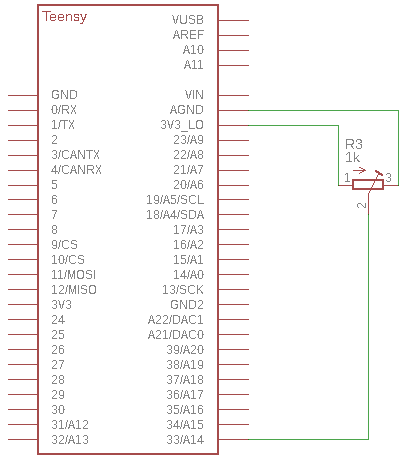 Teensy
VUSB
AREF
A10
A11
GND VIN
0/RX AGND
1/TX 3V3_LO
2 23/A9
3/CANTX 22/A8
4/CANRX 21/A7
5 20/A6
6 19/A5/SCL
7 18/A4/SDA
8 17/A3
9/CS 16/A2
10/CS 15/A1
11/MOSI 14/A0
12/MISO 13/SCK
3V3 GND2
24 A22/DAC1
25 A21/DAC0
26 39/A20
27 38/A19
28 37/A18
29 36/A17
30 35/A16
31/A12 34/A15
32/A13 33/A14
R3
1k
1 3
2